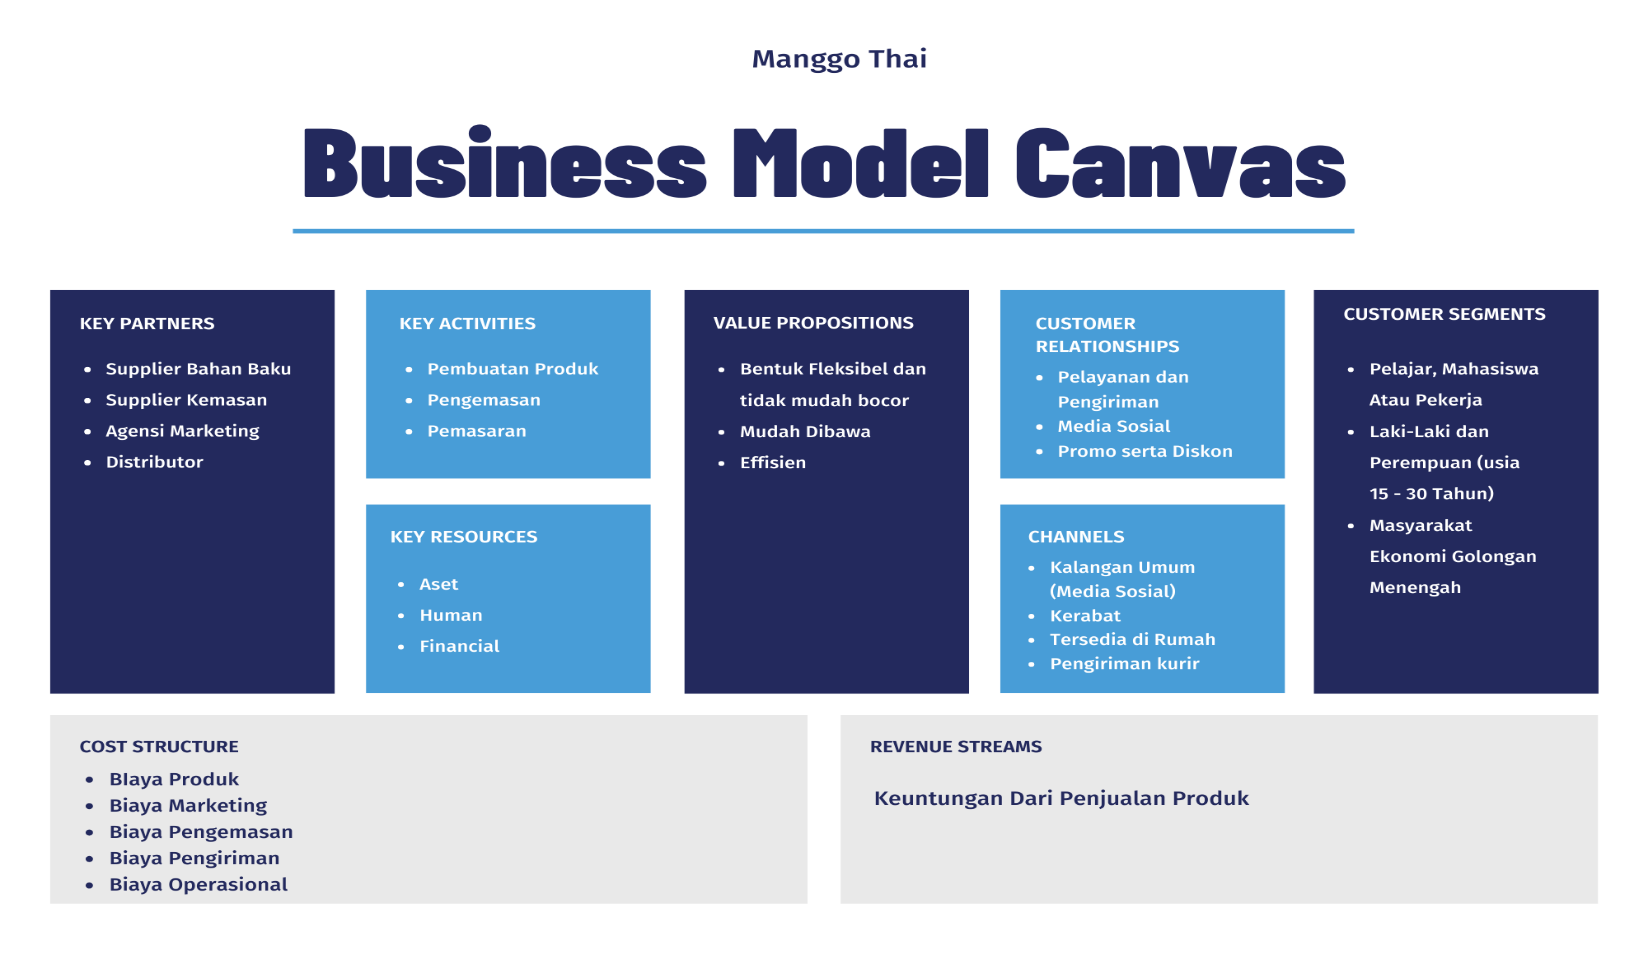 Manggo Thai
Business Model Canvas
KEY PARTNERS
• Supplier Bahan Baku
• Supplier Kemasan
• Agensi Marketing
• Distributor
KEY ACTIVITIES
• Pembuatan Produk
• Pengemasan
• Pemasaran
KEY RESOURCES
• Aset
• Human
• Financial
VALUE PROPOSITIONS
• Bentuk Fleksibel dan
tidak mudah bocor
• Mudah Dibawa
• Effisien
CUSTOMER
RELATIONSHIPS
• Pelayanan dan
Pengiriman
• Media Sosial
• Promo serta Diskon
CHANNELS
• Kalangan Umum
(Media Sosial)
• Kerabat
• Tersedia di Rumah
• Pengiriman kurir
CUSTOMER SEGMENTS
• Pelajar, Mahasiswa
Atau Pekerja
• Laki-Laki dan
Perempuan (usia
15 - 30 Tahun)
• Masyarakat
Ekonomi Golongan
Menengah
COST STRUCTURE
• BIaya Produk
• Biaya Marketing
• Biaya Pengemasan
• Biaya Pengiriman
• Biaya Operasional
REVENUE STREAMS
Keuntungan Dari Penjualan Produk